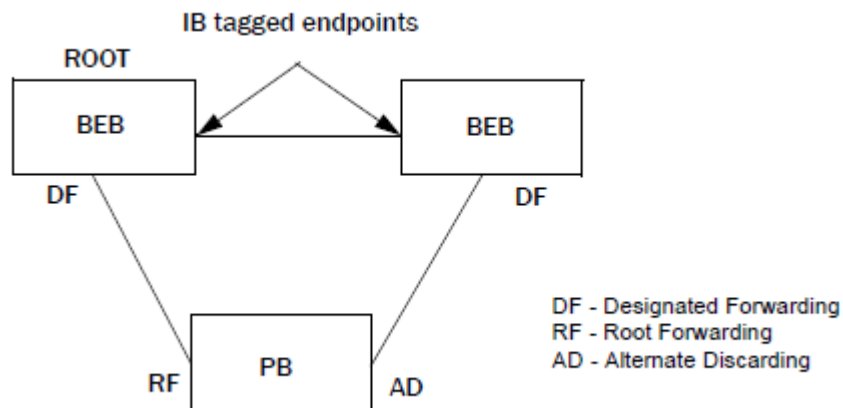 IB tagged endpoints
ROOT
BEB
BEB
DF
DF
DF - Designated Forwarding
RF - Root Forwarding
AD - Alternate Discarding
PB
RF
AD